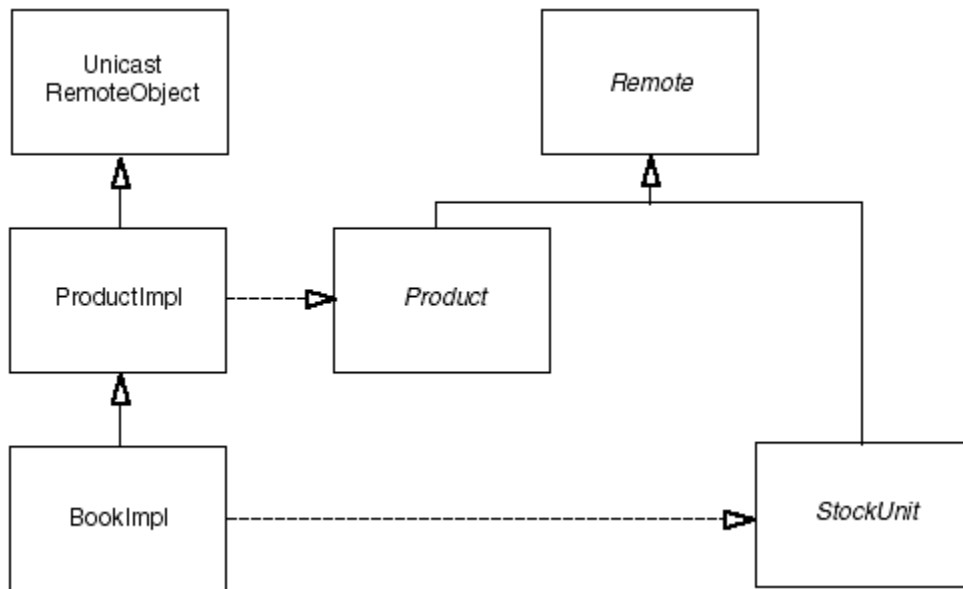 Unicast
RemoteObject
Remote
ProductImpl
Product
BookImpl
StockUnit